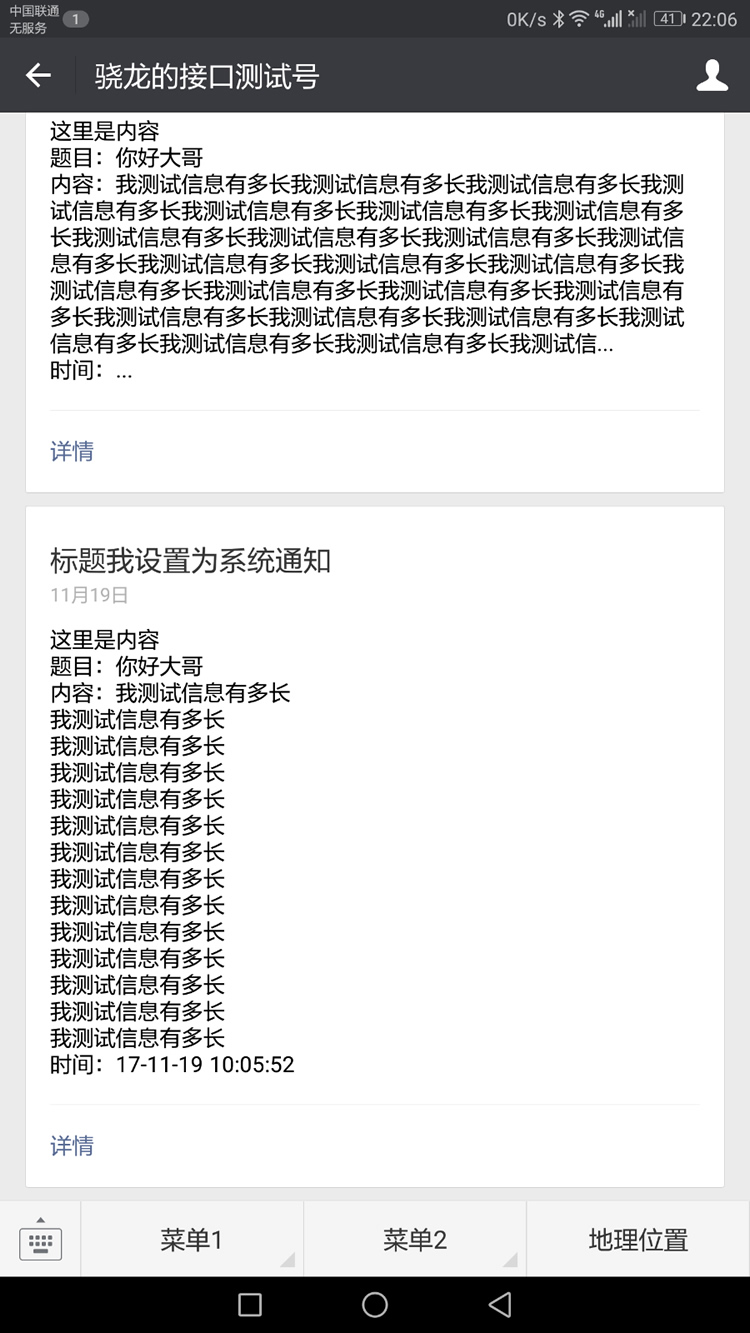 中国联通
无服务
1
0K/s
4G
41
22:06
骁龙的接口测试号
这里是内容
题目：你好大哥
内容：我测试信息有多长我测试信息有多长我测试信息有多长我测
试信息有多长我测试信息有多长我测试信息有多长我测试信息有多
长我测试信息有多长我测试信息有多长我测试信息有多长我测试信
息有多长我测试信息有多长我测试信息有多长我测试信息有多长我
测试信息有多长我测试信息有多长我测试信息有多长我测试信息有
多长我测试信息有多长我测试信息有多长我测试信息有多长我测试
信息有多长我测试信息有多长我测试信息有多长我测试信...
时间：...
详情
标题我设置为系统通知
11月19日
这里是内容
题目：你好大哥
内容：我测试信息有多长
我测试信息有多长
我测试信息有多长
我测试信息有多长
我测试信息有多长
我测试信息有多长
我测试信息有多长
我测试信息有多长
我测试信息有多长
我测试信息有多长
我测试信息有多长
我测试信息有多长
我测试信息有多长
我测试信息有多长
时间：17-11-19 10:05:52
详情
菜单1
菜单2
地理位置